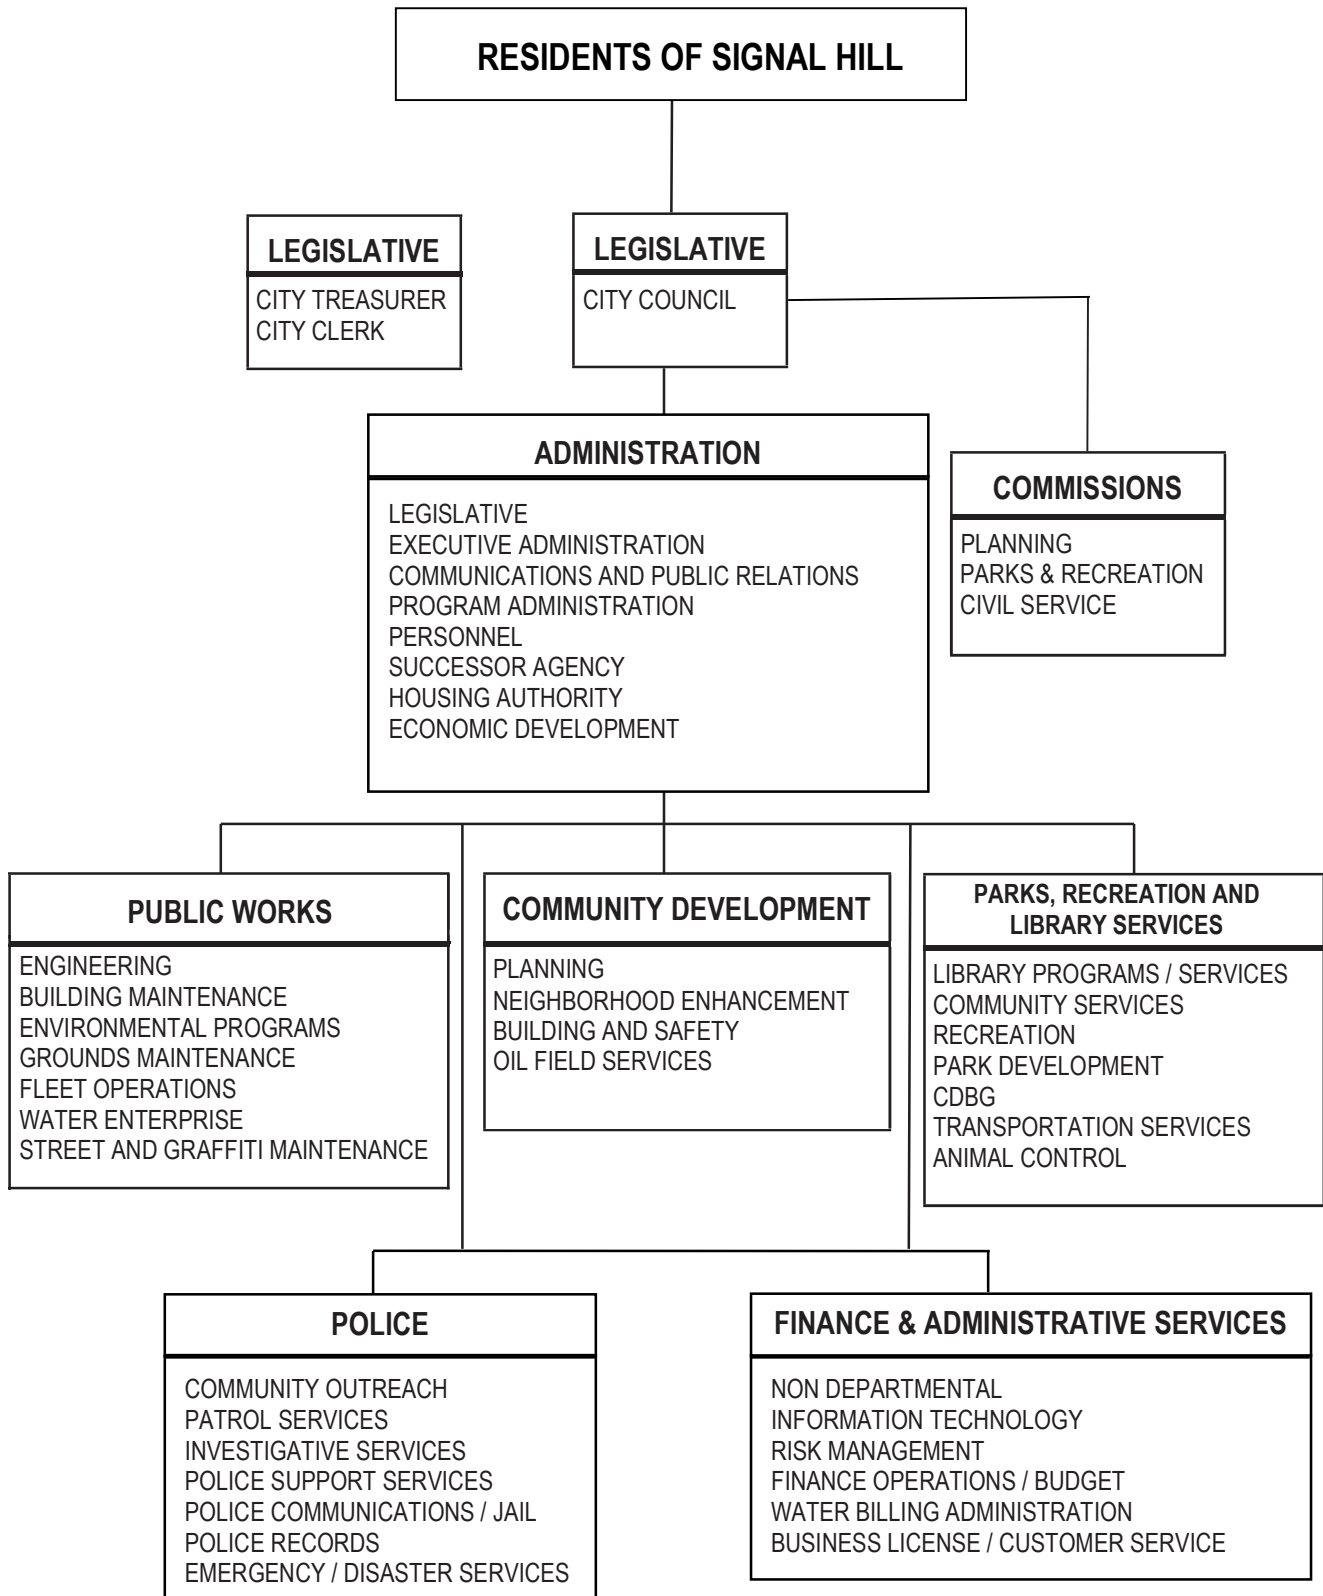 RESIDENTS OF SIGNAL HILL
LEGISLATIVE
CITY TREASURER
CITY CLERK
LEGISLATIVE
CITY COUNCIL
ADMINISTRATION
LEGISLATIVE
EXECUTIVE ADMINISTRATION
COMMUNICATIONS AND PUBLIC RELATIONS
PROGRAM ADMINISTRATION
PERSONNEL
SUCCESSOR AGENCY
HOUSING AUTHORITY
ECONOMIC DEVELOPMENT
COMMISSIONS
PLANNING
PARKS & RECREATION
CIVIL SERVICE
PUBLIC WORKS
ENGINEERING
BUILDING MAINTENANCE
ENVIRONMENTAL PROGRAMS
GROUNDS MAINTENANCE
FLEET OPERATIONS
WATER ENTERPRISE
STREET AND GRAFFITI MAINTENANCE
COMMUNITY DEVELOPMENT
PLANNING
NEIGHBORHOOD ENHANCEMENT
BUILDING AND SAFETY
OIL FIELD SERVICES
PARKS, RECREATION AND
LIBRARY SERVICES
LIBRARY PROGRAMS / SERVICES
COMMUNITY SERVICES
RECREATION
PARK DEVELOPMENT
CDBG
TRANSPORTATION SERVICES
ANIMAL CONTROL
POLICE
COMMUNITY OUTREACH
PATROL SERVICES
INVESTIGATIVE SERVICES
POLICE SUPPORT SERVICES
POLICE COMMUNICATIONS / JAIL
POLICE RECORDS
EMERGENCY / DISASTER SERVICES
FINANCE & ADMINISTRATIVE SERVICES
NON DEPARTMENTAL
INFORMATION TECHNOLOGY
RISK MANAGEMENT
FINANCE OPERATIONS / BUDGET
WATER BILLING ADMINISTRATION
BUSINESS LICENSE / CUSTOMER SERVICE